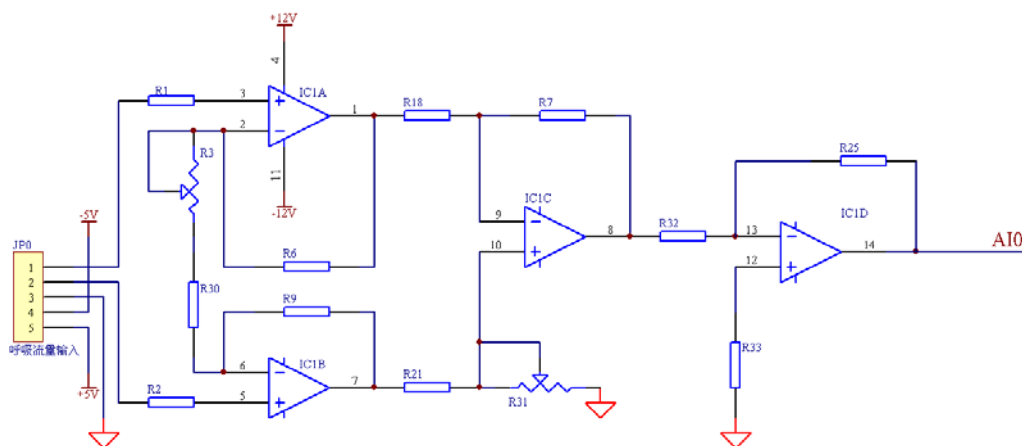 +12V
4
R1
3
IC1A
1
2
R3
11
-12V
R18
R7
R25
9
IC1C
10
8
R32
13
IC1D
12
14
AI0
-5V
JP0
1
2
3
4
5
呼吸流量输入
+5V
R6
R30
R9
6
IC1B
7
5
R2
R21
R31
R33